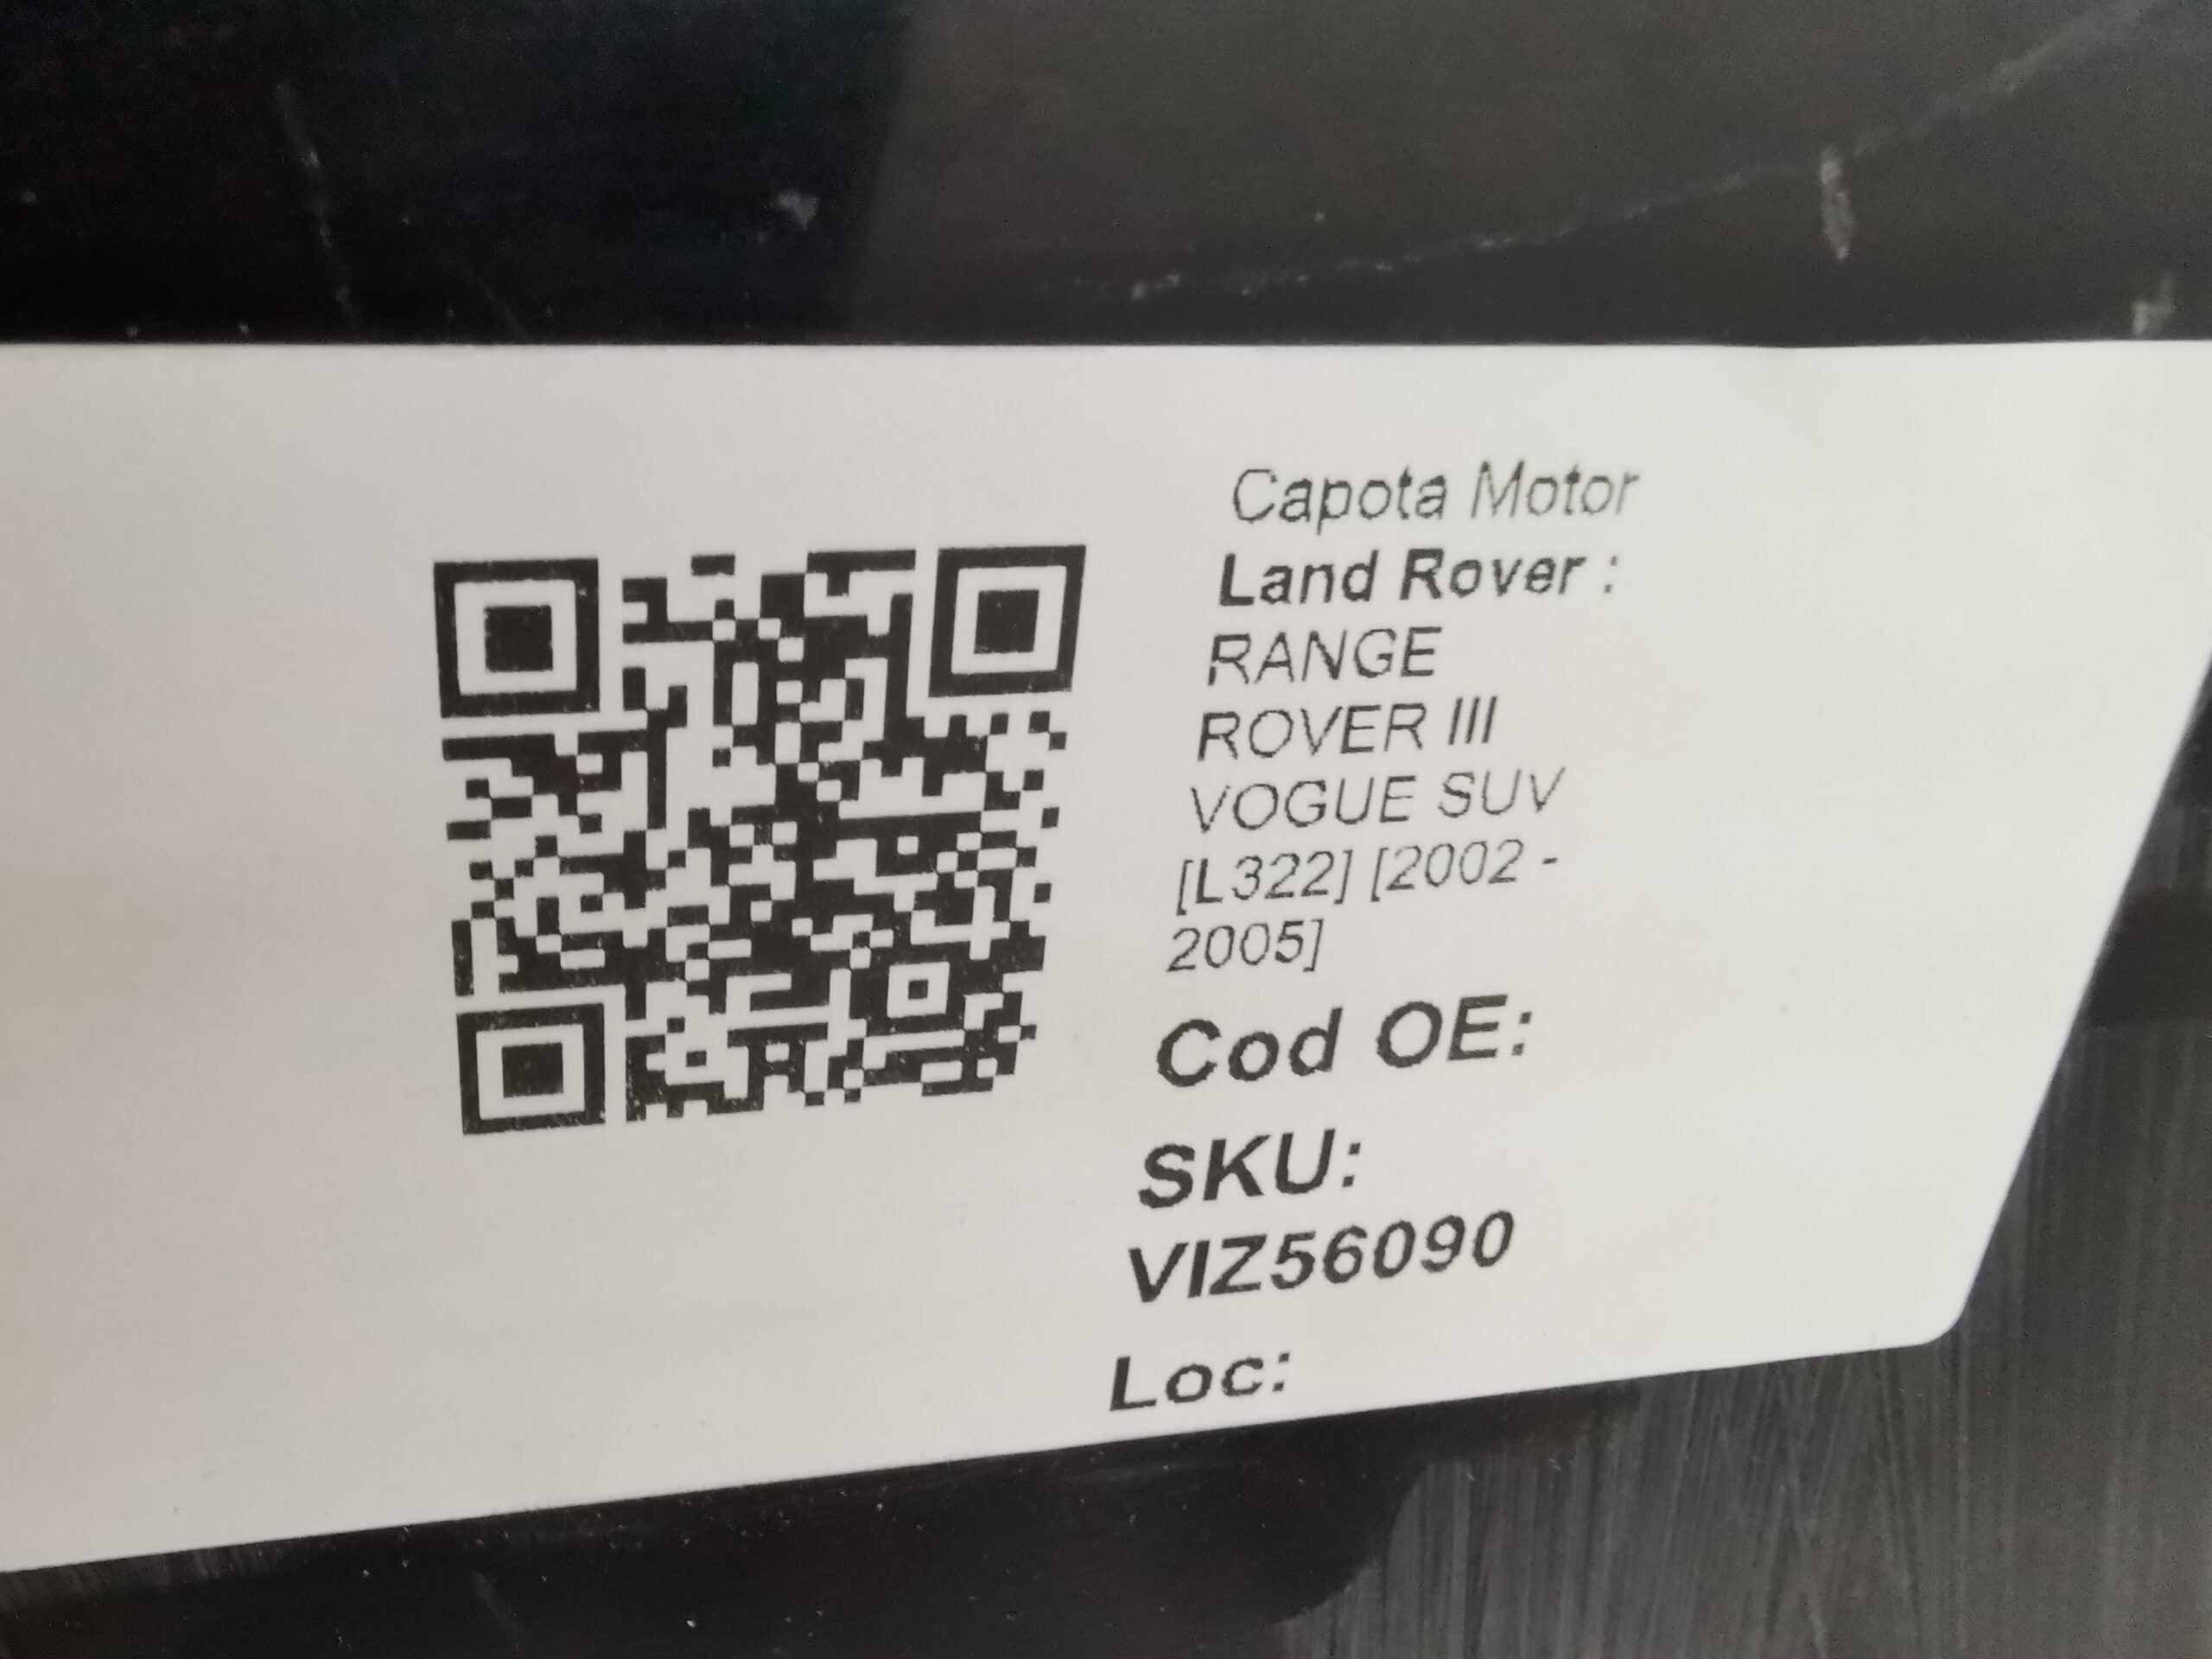 Capota Motor
Land Rover :
RANGE
ROVER III
VOGUE SUV
[L322] [2002 -
2005]
Cod OE:
SKU:
VIZ56090
Loc: